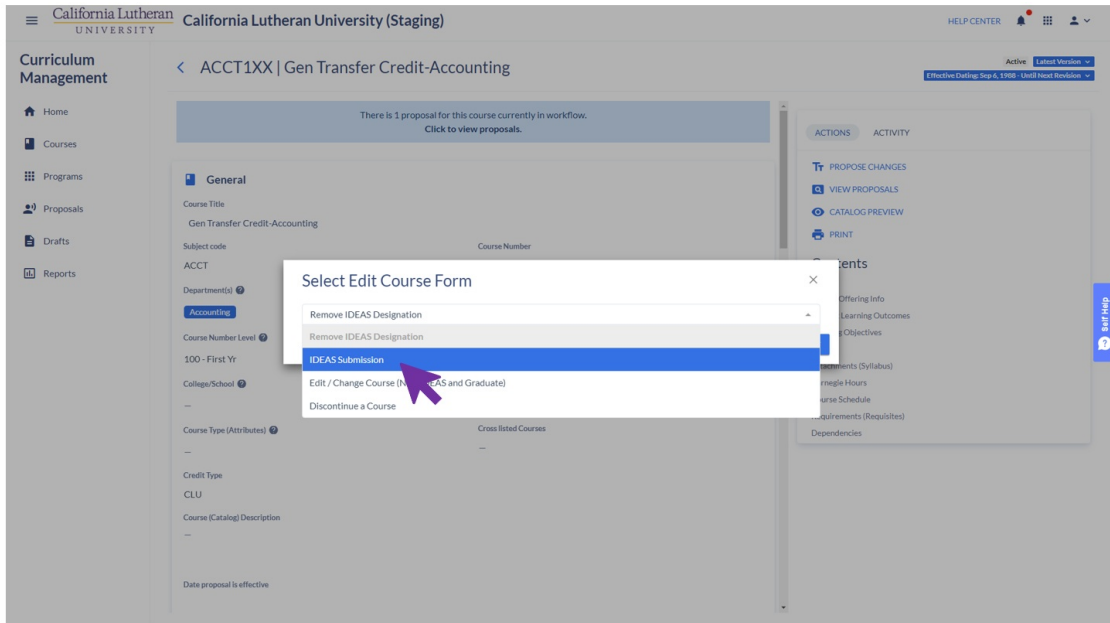 California Lutheran
UNIVERSITY
California Lutheran University (Staging)
HELP CENTER
Curriculum
Management
Home
Courses
Programs
Proposals
Drafts
Reports
ACCT1XX | Gen Transfer Credit-Accounting
Active Latest Version
Effective Dating: Sep 6, 1988 - Until Next Revision
There is 1 proposal for this course currently in workflow.
Click to view proposals.
General
Course Title
Gen Transfer Credit-Accounting
Subject code
Course Number
ACCT
Department(s)
Accounting
Course Number Level
100 - First Yr
College/School
—
Course Type (Attributes)
Cross listed Courses
—
—
Credit Type
CLU
Course (Catalog) Description
—
Date proposal is effective
Select Edit Course Form
Remove IDEAS Designation
Remove IDEAS Designation
IDEAS Submission
Edit / Change Course (N EAS and Graduate)
Discontinue a Course
ACTIONS ACTIVITY
PROPOSE CHANGES
VIEW PROPOSALS
CATALOG PREVIEW
PRINT
tents
Offering Info
Learning Outcomes
Objectives
(Syllabus)
Hours
Schedule
(Requisites)
Dependencies
Self Help